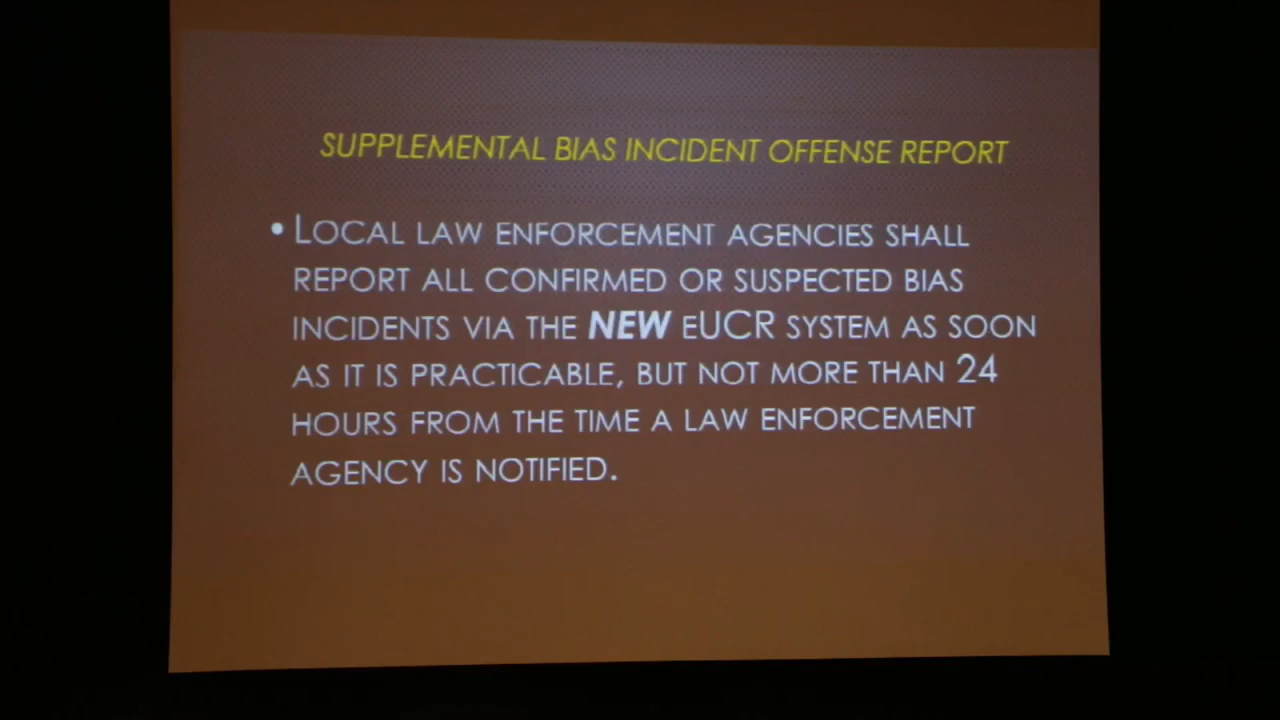 SUPPLEMENTAL BIAS INCIDENT OFFENSE REPORT
• LOCAL LAW ENFORCEMENT AGENCIES SHALL
REPORT ALL CONFIRMED OR SUSPECTED BIAS
INCIDENTS VIA THE NEW EUCR SYSTEM AS SOON
AS IT IS PRACTICABLE, BUT NOT MORE THAN 24
HOURS FROM THE TIME A LAW ENFORCEMENT
AGENCY IS NOTIFIED.